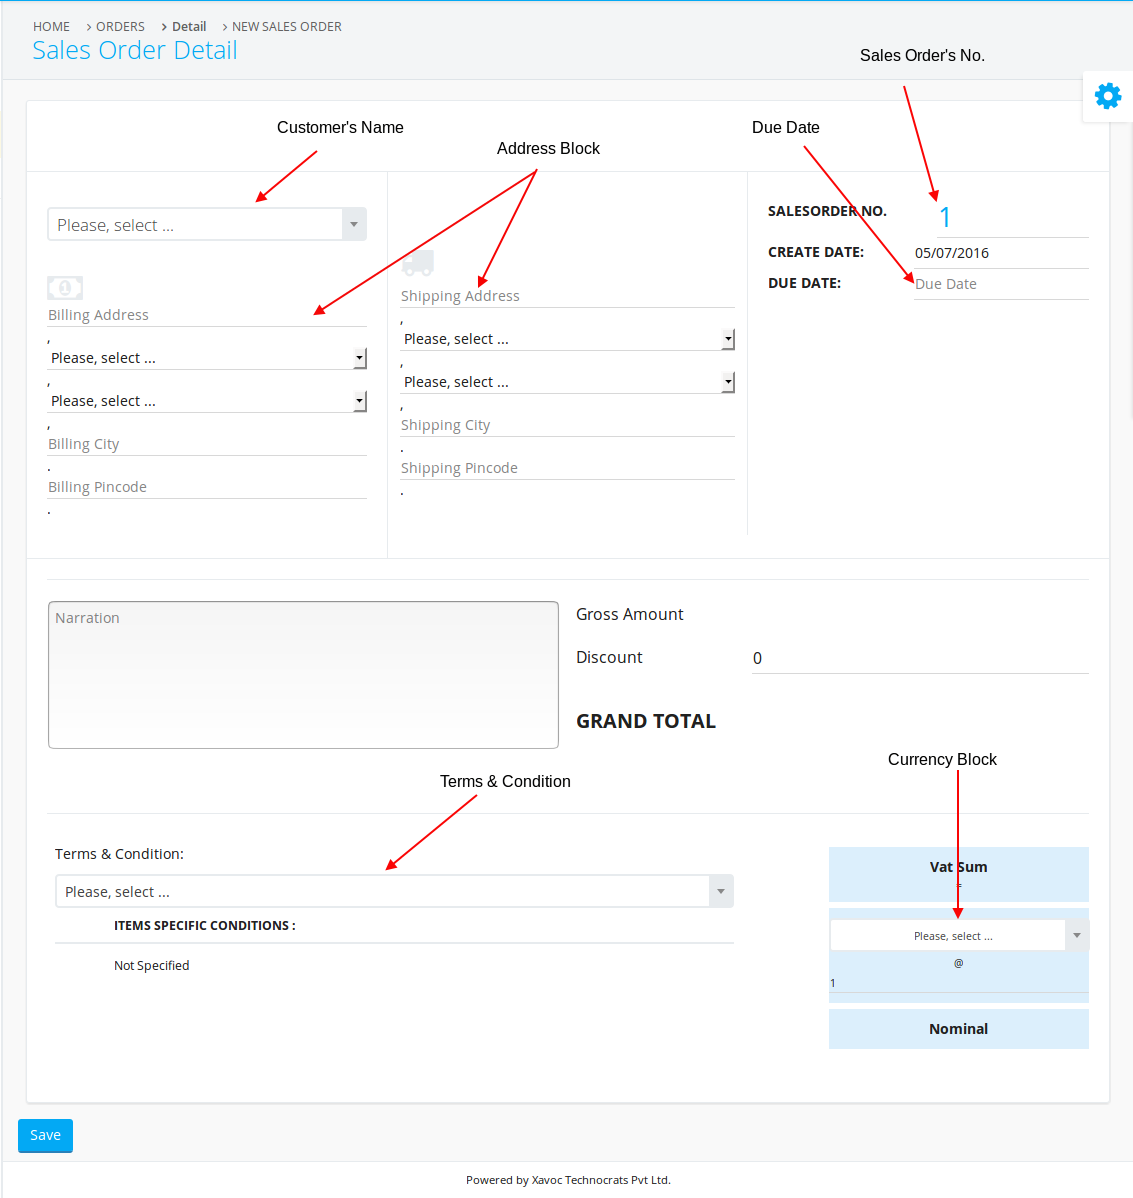 HOME > ORDERS > Detail > NEW SALES ORDER
Sales Order Detail
Sales Order's No.
Customer's Name
Address Block
Due Date
Please, select ...
SALESORDER NO. 1
CREATE DATE: 05/07/2016
DUE DATE: Due Date
1
Billing Address
,
Please, select ...
,
Please, select ...
,
Billing City
.
Billing Pincode
.
Shipping Address
,
Please, select ...
,
Please, select ...
,
Shipping City
.
Shipping Pincode
.
Narration
Gross Amount
Discount 0
GRAND TOTAL
Currency Block
Terms & Condition
Terms & Condition:
Please, select ...
ITEMS SPECIFIC CONDITIONS :
Not Specified
Vat Sum
=
Please, select ...
@
1
Nominal
Save
Powered by Xavoc Technocrats Pvt Ltd.